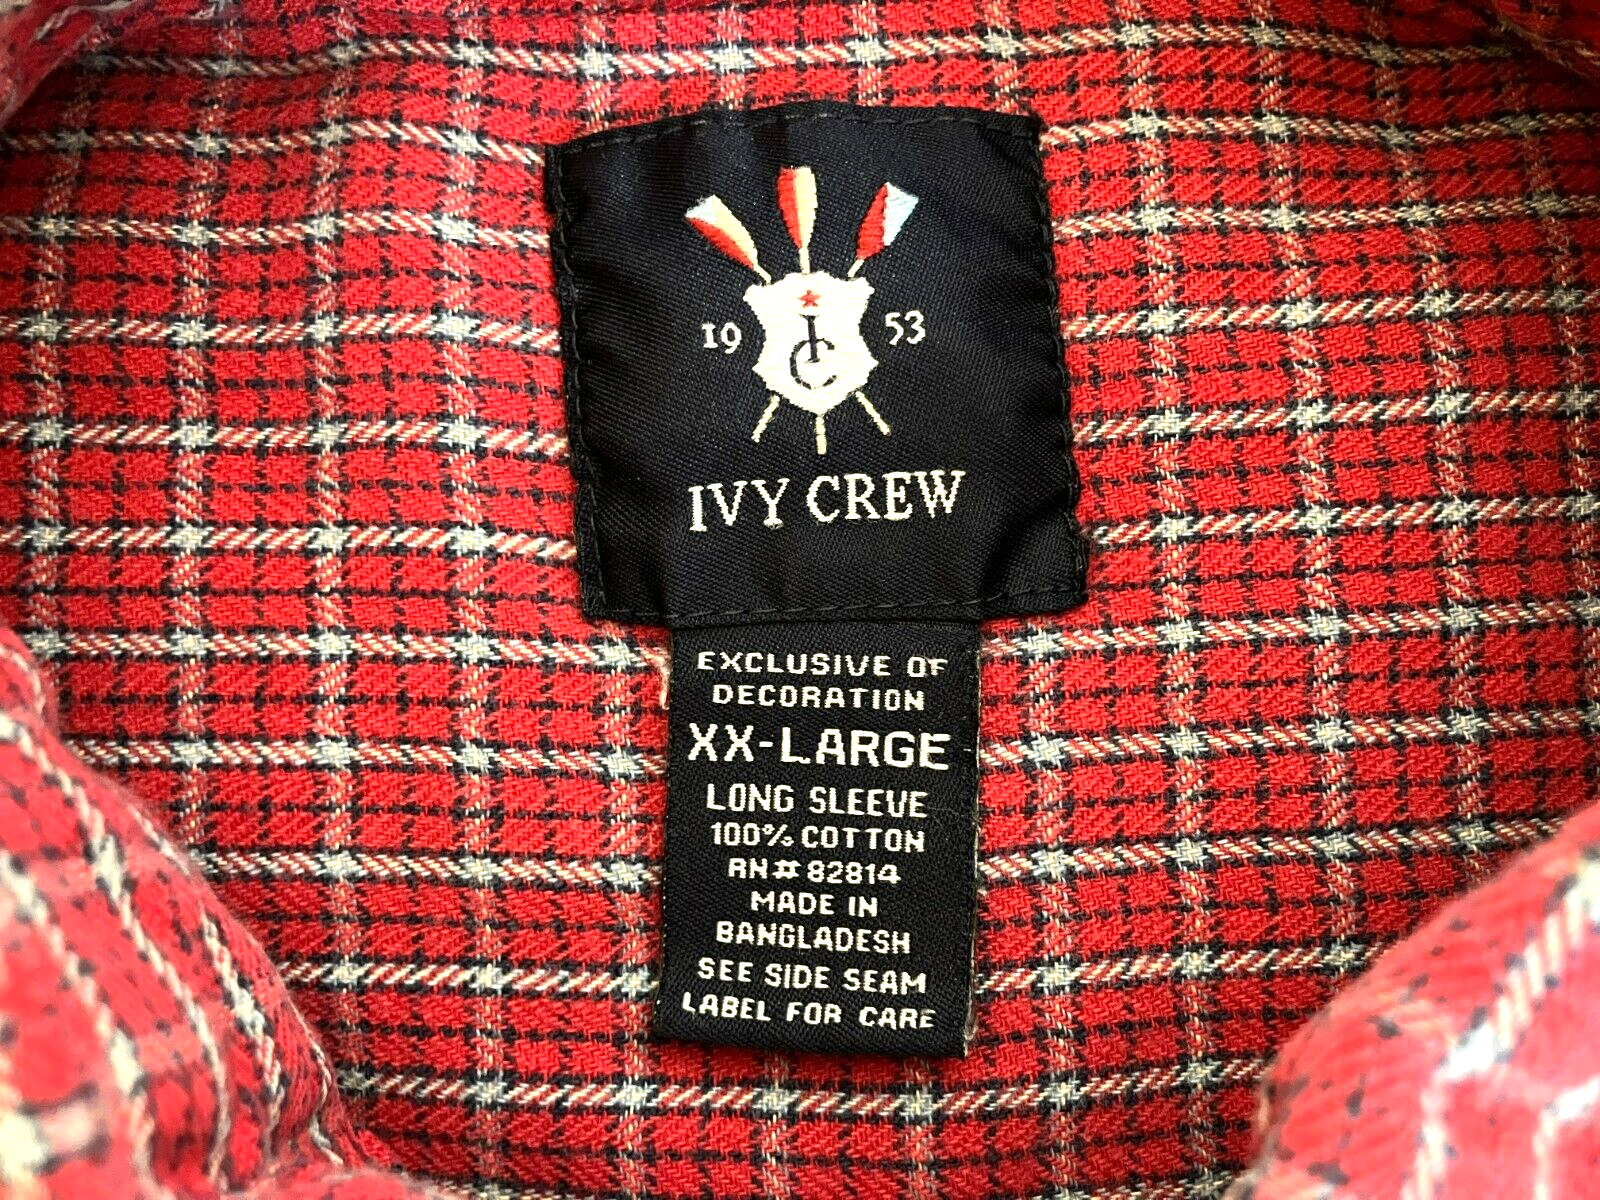 19 53
IC
IVY CREW
EXCLUSIVE OF
DECORATION
XX-LARGE
LONG SLEEVE
100% COTTON
RN# 82814
MADE IN
BANGLADESH
SEE SIDE SEAM
LABEL FOR CARE